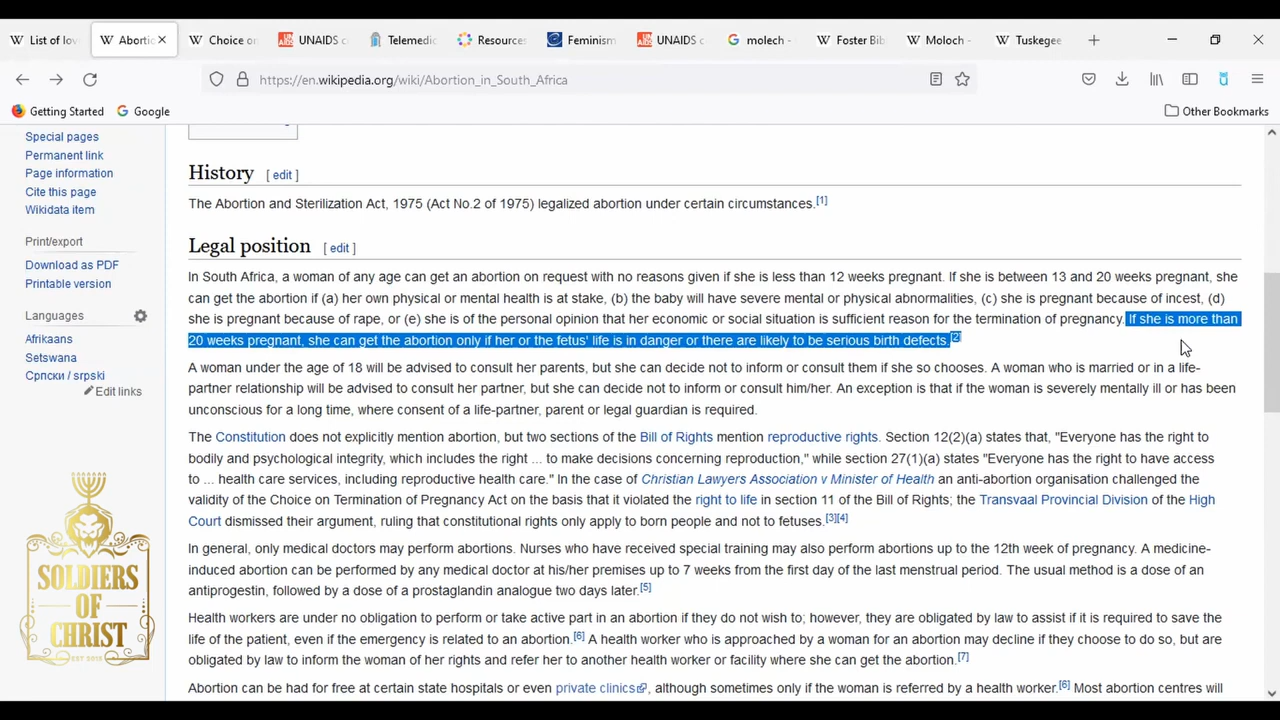 List of lov
Abortic
Choice on
UNAIDS c
Telemedic
Resources
Feminism
UNAIDS c
molech -
Foster Bib
Moloch -
Tuskegee
https://en.wikipedia.org/wiki/Abortion_in_South_Africa
Getting Started
Google
Other Bookmarks
Special pages
Permanent link
Page information
Cite this page
Wikidata item
Print/export
Download as PDF
Printable version
Languages
Afrikaans
Setswana
Српски / srpski
Edit links
History [ edit ]
The Abortion and Sterilization Act, 1975 (Act No.2 of 1975) legalized abortion under certain circumstances.[1]
Legal position [ edit ]
In South Africa, a woman of any age can get an abortion on request with no reasons given if she is less than 12 weeks pregnant. If she is between 13 and 20 weeks pregnant, she
can get the abortion if (a) her own physical or mental health is at stake, (b) the baby will have severe mental or physical abnormalities, (c) she is pregnant because of incest, (d)
she is pregnant because of rape, or (e) she is of the personal opinion that her economic or social situation is sufficient reason for the termination of pregnancy. If she is more than
20 weeks pregnant, she can get the abortion only if her or the fetus' life is in danger or there are likely to be serious birth defects.[2]
A woman under the age of 18 will be advised to consult her parents, but she can decide not to inform or consult them if she so chooses. A woman who is married or in a life-
partner relationship will be advised to consult her partner, but she can decide not to inform or consult him/her. An exception is that if the woman is severely mentally ill or has been
unconscious for a long time, where consent of a life-partner, parent or legal guardian is required.
The Constitution does not explicitly mention abortion, but two sections of the Bill of Rights mention reproductive rights. Section 12(2)(a) states that, "Everyone has the right to
bodily and psychological integrity, which includes the right ... to make decisions concerning reproduction," while section 27(1)(a) states "Everyone has the right to have access
to ... health care services, including reproductive health care." In the case of Christian Lawyers Association v Minister of Health an anti-abortion organisation challenged the
validity of the Choice on Termination of Pregnancy Act on the basis that it violated the right to life in section 11 of the Bill of Rights; the Transvaal Provincial Division of the High
Court dismissed their argument, ruling that constitutional rights only apply to born people and not to fetuses.[3][4]
In general, only medical doctors may perform abortions. Nurses who have received special training may also perform abortions up to the 12th week of pregnancy. A medicine-
induced abortion can be performed by any medical doctor at his/her premises up to 7 weeks from the first day of the last menstrual period. The usual method is a dose of an
antiprogestin, followed by a dose of a prostaglandin analogue two days later.[5]
Health workers are under no obligation to perform or take active part in an abortion if they do not wish to; however, they are obligated by law to assist if it is required to save the
life of the patient, even if the emergency is related to an abortion.[6] A health worker who is approached by a woman for an abortion may decline if they choose to do so, but are
obligated by law to inform the woman of her rights and refer her to another health worker or facility where she can get the abortion.[7]
Abortion can be had for free at certain state hospitals or even private clinics, although sometimes only if the woman is referred by a health worker.[6] Most abortion centres will
SOLDIERS
OF
CHRIST